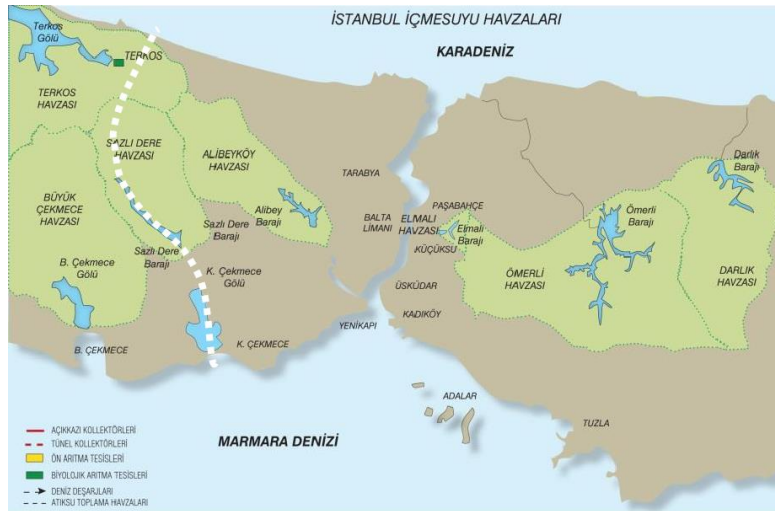 İSTANBUL İÇMESUYU HAVZALARI
KARADENİZ
Terkos
Gölü
TERKOS
TERKOS
HAVZASI
SAZLI DERE
HAVZASI
ALİBEYKÖY
HAVZASI
BÜYÜK
ÇEKMECE
HAVZASI
Alibey
Barajı
Sazlı Dere
Barajı
Sazlı Dere
Barajı
B. Çekmece
Gölü
K. Çekmece
Gölü
B. ÇEKMECE
K. ÇEKMECE
TARABYA
BALTA
LİMANI
YENİKAPI
PAŞABAHÇE
ELMALI
HAVZASI
Elmalı
Barajı
KÜÇÜKSU
ÜSKÜDAR
KADIKÖY
ÖMERLİ
HAVZASI
Ömerli
Barajı
Darlık
Barajı
DARLIK
HAVZASI
ADALAR
TUZLA
MARMARA DENİZİ
AÇIKKAZI KOLLEKTÖRLERİ
TÜNEL KOLLEKTÖRLERİ
ÖN ARITMA TESİSLERİ
BİYOLOJIK ARITMA TESİSLERİ
DENİZ DEŞARJLARI
ATIKSU TOPLAMA HAVZALARI